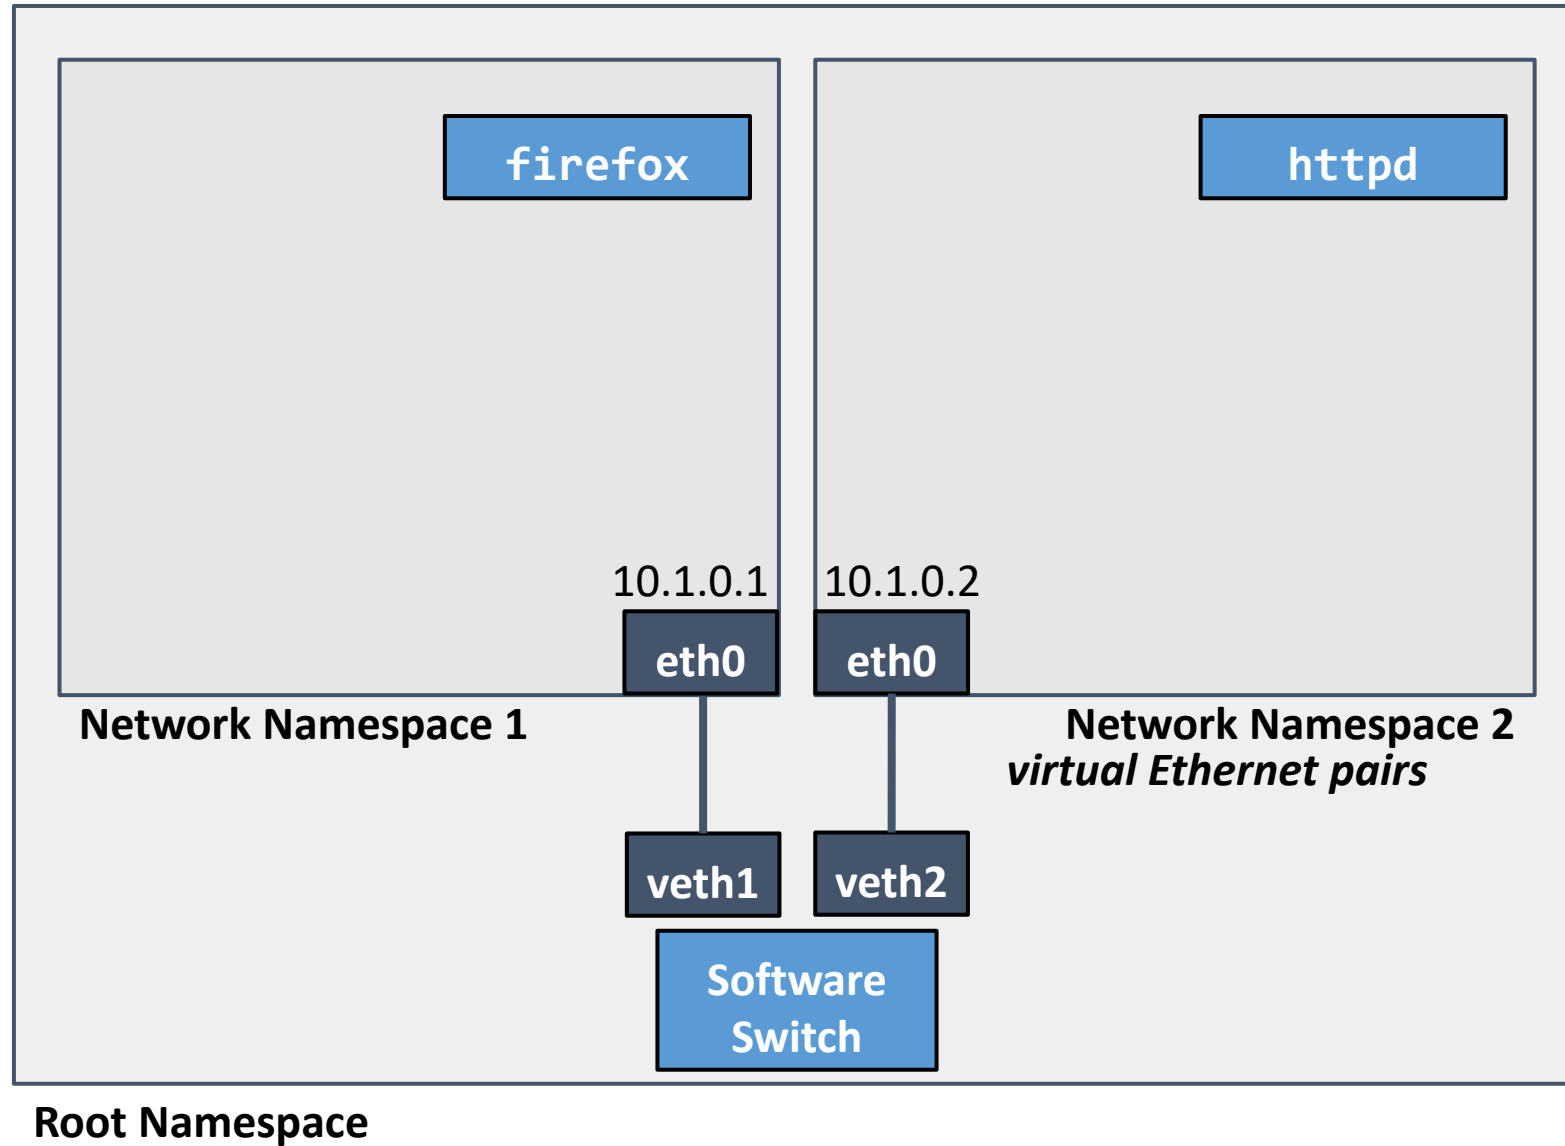 firefox
httpd
10.1.0.1
10.1.0.2
eth0
eth0
Network Namespace 1
Network Namespace 2
virtual Ethernet pairs
veth1
veth2
Software
Switch
Root Namespace